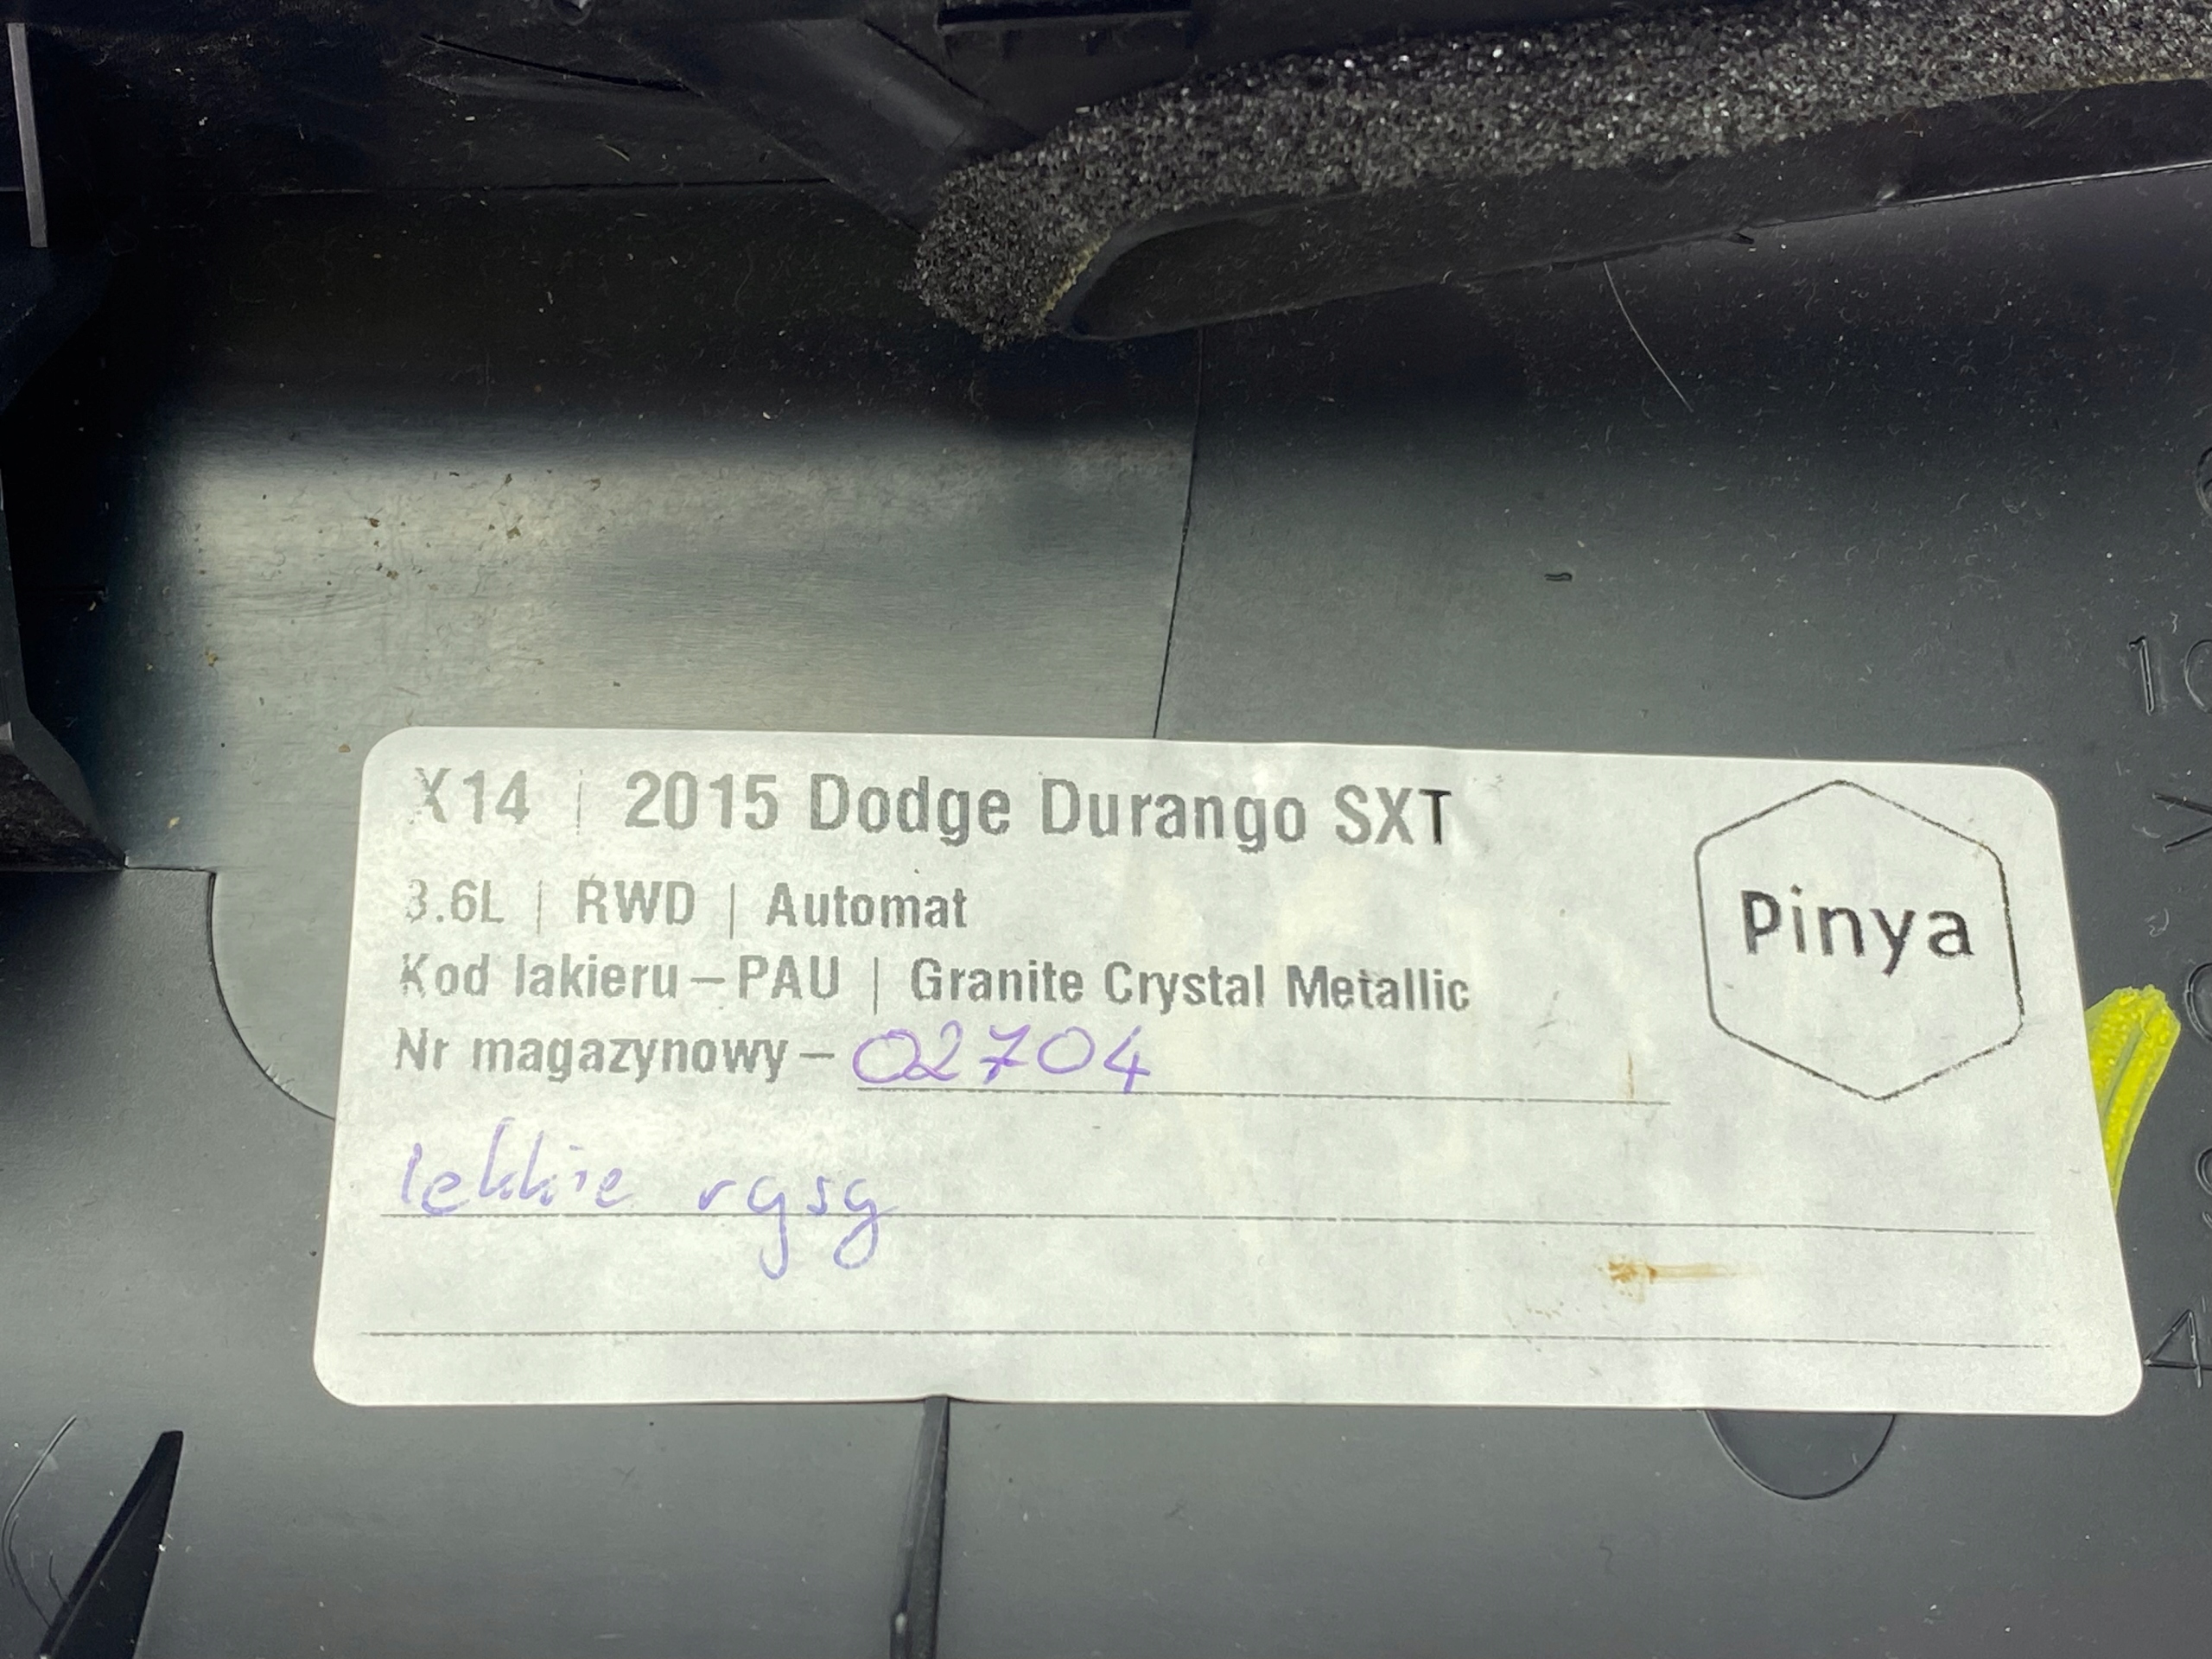 X14 | 2015 Dodge Durango SXT
3.6L | RWD | Automat
Kod lakieru – PAU | Granite Crystal Metallic
Nr magazynowy – 02704
lekkie rysy
Pinya